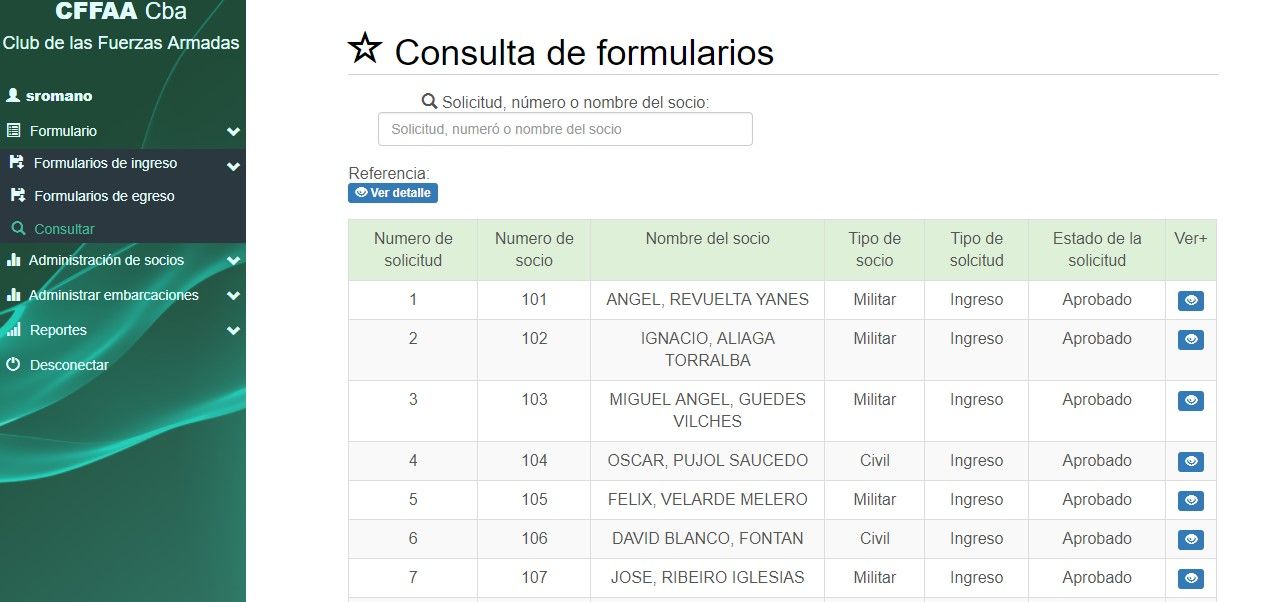 CFFAA Cba
Club de las Fuerzas Armadas
sromano
Formulario
Formularios de ingreso
Formularios de egreso
Consultar
Administración de socios
Administrar embarcaciones
Reportes
Desconectar
Consulta de formularios
Solicitud, número o nombre del socio:
Solicitud, numeró o nombre del socio
Referencia:
Ver detalle
Numero de solicitud Numero de socio Nombre del socio Tipo de socio Tipo de solcitud Estado de la solicitud Ver+
1 101 ANGEL, REVUELTA YANES Militar Ingreso Aprobado
2 102 IGNACIO, ALIAGA TORRALBA Militar Ingreso Aprobado
3 103 MIGUEL ANGEL, GUEDES VILCHES Militar Ingreso Aprobado
4 104 OSCAR, PUJOL SAUCEDO Civil Ingreso Aprobado
5 105 FELIX, VELARDE MELERO Militar Ingreso Aprobado
6 106 DAVID BLANCO, FONTAN Civil Ingreso Aprobado
7 107 JOSE, RIBEIRO IGLESIAS Militar Ingreso Aprobado